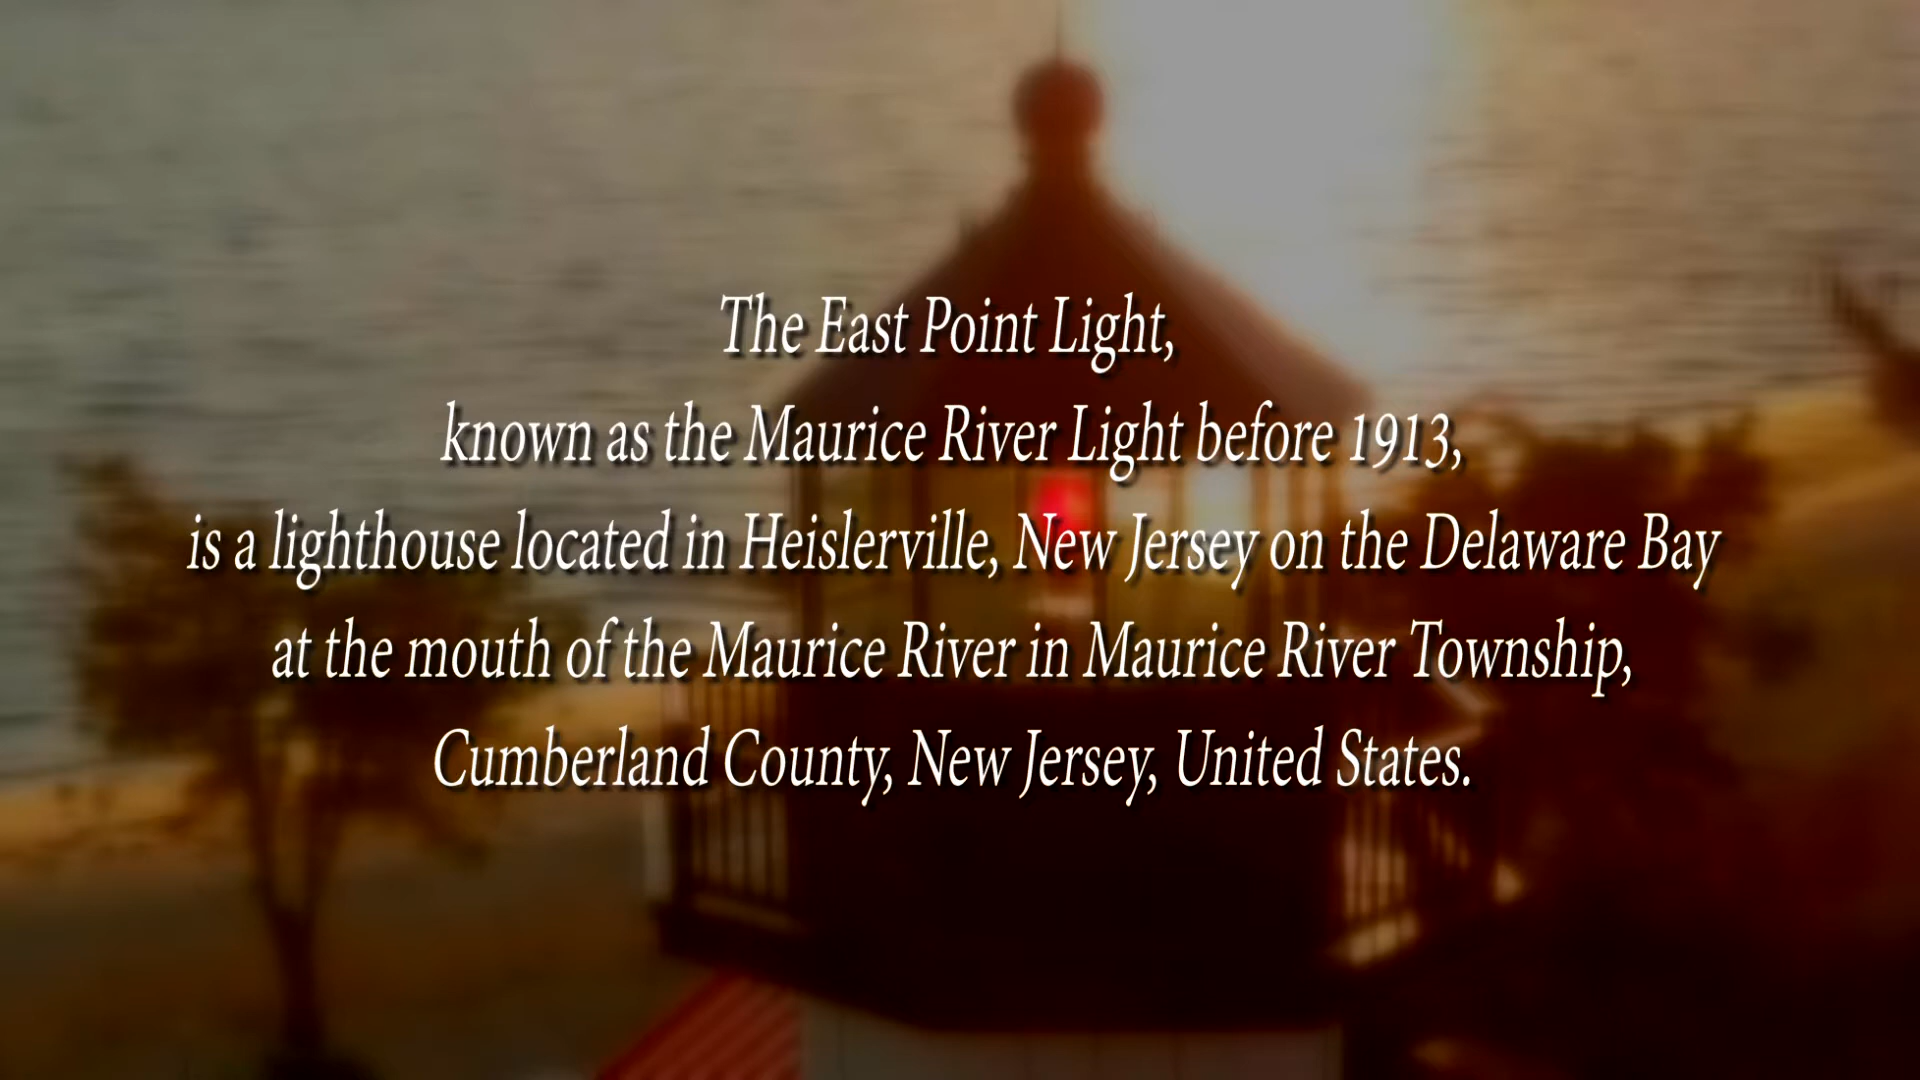 The East Point Light,
known as the Maurice River Light before 1913,
is a lighthouse located in Heislerville, New Jersey on the Delaware Bay
at the mouth of the Maurice River in Maurice River Township,
Cumberland County, New Jersey, United States.